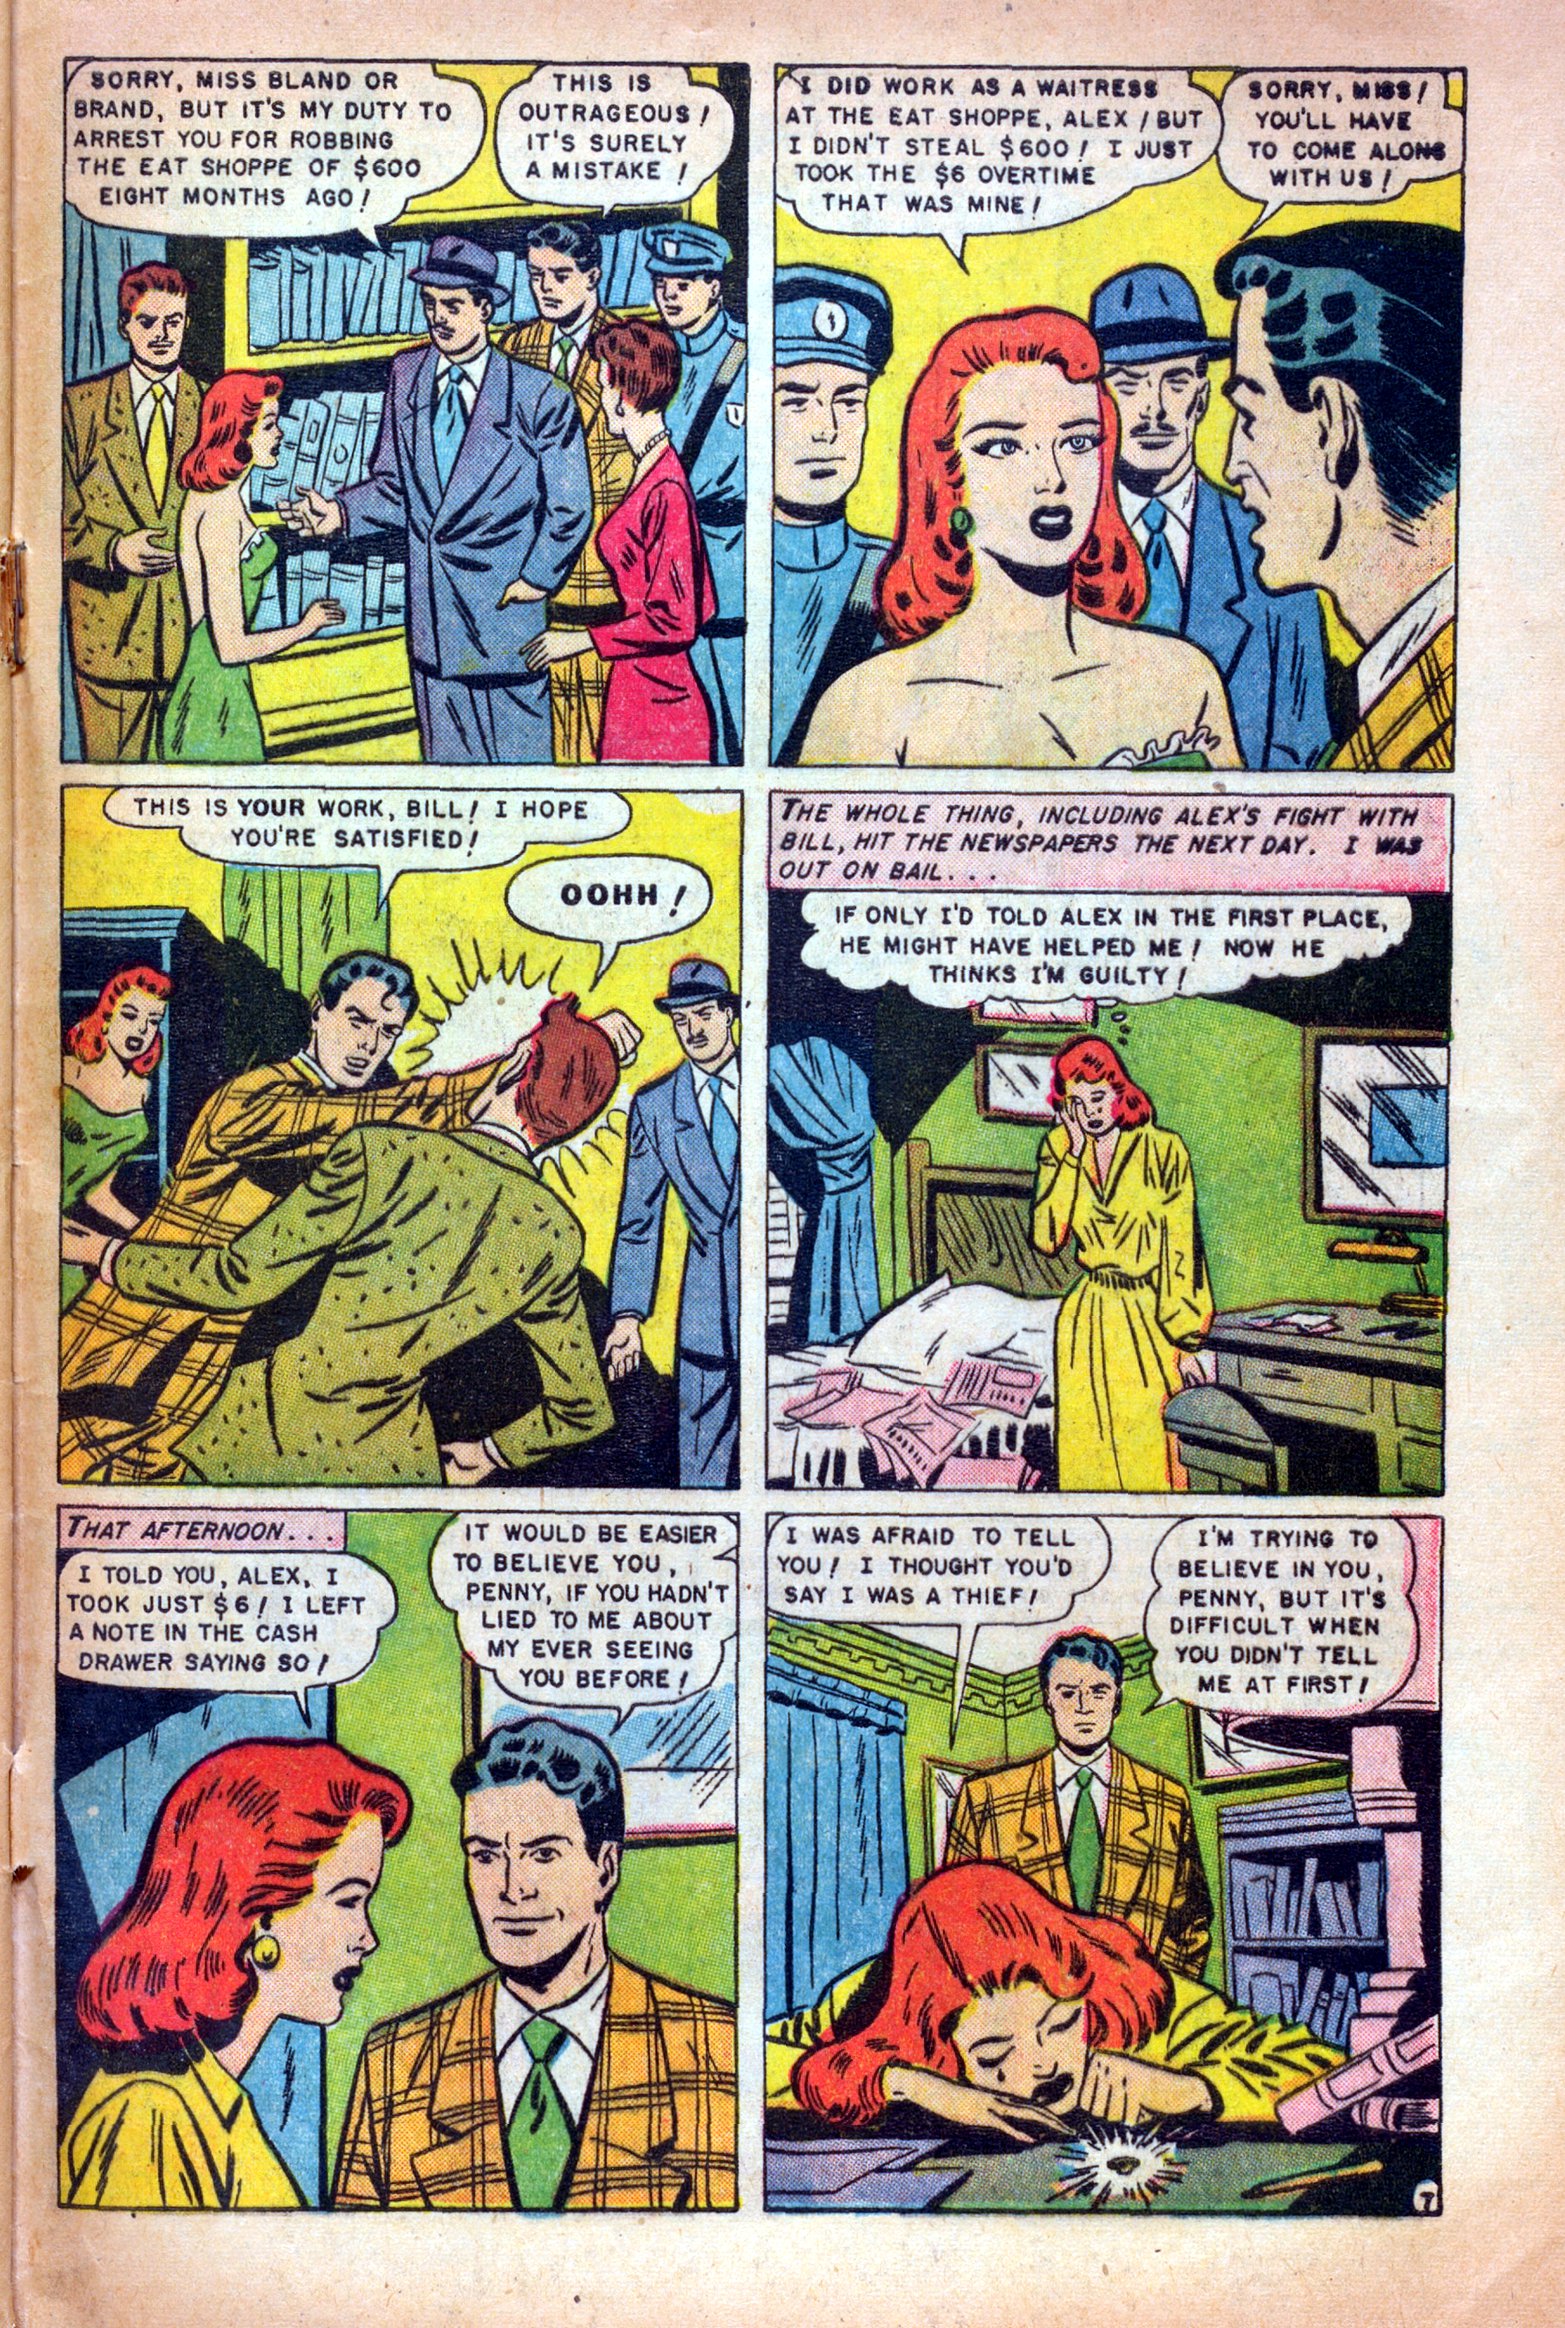 SORRY, MISS BLAND OR
BRAND, BUT IT'S MY DUTY TO
ARREST YOU FOR ROBBING
THE EAT SHOPPE OF $600
EIGHT MONTHS AGO!
THIS IS
OUTRAGEOUS!
IT'S SURELY
A MISTAKE!
I DID WORK AS A WAITRESS
AT THE EAT SHOPPE, ALEX! BUT
I DIDN'T STEAL $600! I JUST
TOOK THE $6 OVERTIME
THAT WAS MINE!
SORRY, MISS!
YOU'LL HAVE
TO COME ALONG
WITH US!
THIS IS YOUR WORK, BILL! I HOPE
YOU'RE SATISFIED!
OOHH!
THE WHOLE THING, INCLUDING ALEX'S FIGHT WITH
BILL, HIT THE NEWSPAPERS THE NEXT DAY. I WAS
OUT ON BAIL...
IF ONLY I'D TOLD ALEX IN THE FIRST PLACE,
HE MIGHT HAVE HELPED ME! NOW HE
THINKS I'M GUILTY!
THAT AFTERNOON...
I TOLD YOU, ALEX, I
TOOK JUST $6! I LEFT
A NOTE IN THE CASH
DRAWER SAYING SO!
IT WOULD BE EASIER
TO BELIEVE YOU,
PENNY, IF YOU HADN'T
LIED TO ME ABOUT
MY EVER SEEING
YOU BEFORE!
I WAS AFRAID TO TELL
YOU! I THOUGHT YOU'D
SAY I WAS A THIEF!
I'M TRYING TO
BELIEVE IN YOU,
PENNY, BUT IT'S
DIFFICULT WHEN
YOU DIDN'T TELL
ME AT FIRST!
7